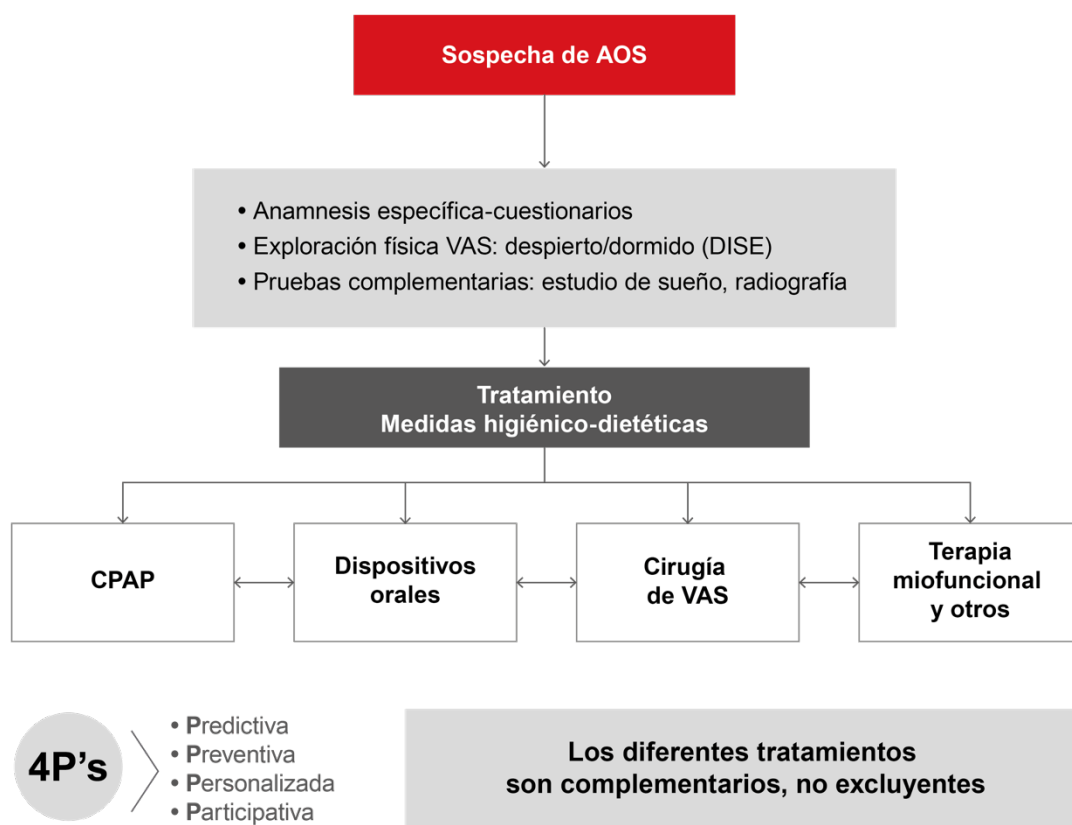 Sospecha de AOS
• Anamnesis específica-cuestionarios
• Exploración física VAS: despierto/dormido (DISE)
• Pruebas complementarias: estudio de sueño, radiografía
Tratamiento
Medidas higiénico-dietéticas
CPAP
Dispositivos
orales
Cirugía
de VAS
Terapia
miofuncional
y otros
4P’s
• Predictiva
• Preventiva
• Personalizada
• Participativa
Los diferentes tratamientos
son complementarios, no excluyentes